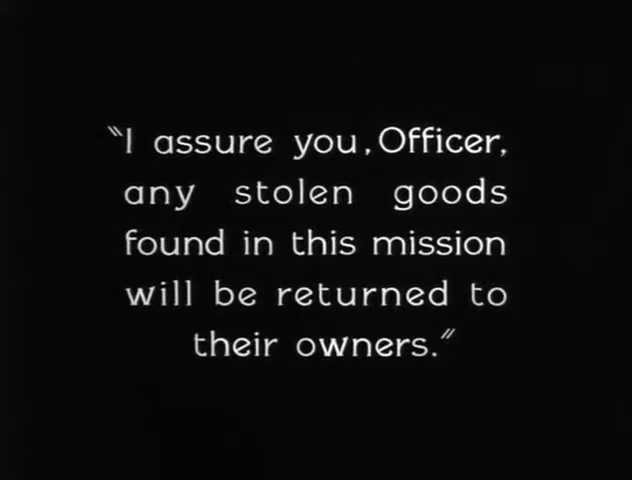 "I assure you, Officer,
any stolen goods
found in this mission
will be returned to
their owners."